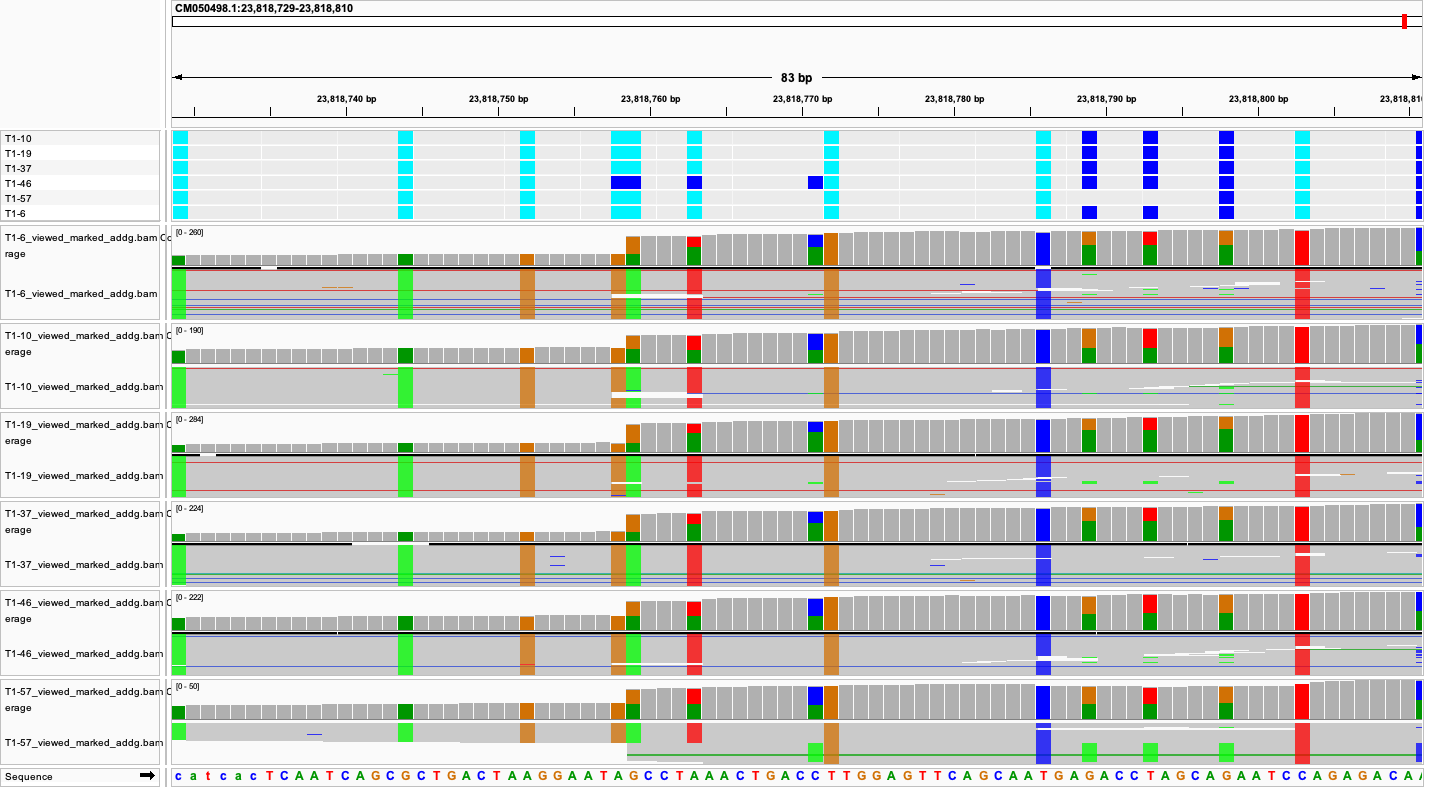 CM050498.1:23,818,729-23,818,810
83 bp
23,818,740 bp 23,818,750 bp 23,818,760 bp 23,818,770 bp 23,818,780 bp 23,818,790 bp 23,818,800 bp 23,818,81
T1-10
T1-19
T1-37
T1-46
T1-57
T1-6
T1-6_viewed_marked_addg.bam Co
rage
[0 - 260]
T1-6_viewed_marked_addg.bam
T1-10_viewed_marked_addg.bam C
erage
[0 - 190]
T1-10_viewed_marked_addg.bam
T1-19_viewed_marked_addg.bam C
erage
[0 - 284]
T1-19_viewed_marked_addg.bam
T1-37_viewed_marked_addg.bam C
erage
[0 - 224]
T1-37_viewed_marked_addg.bam
T1-46_viewed_marked_addg.bam C
erage
[0 - 222]
T1-46_viewed_marked_addg.bam
T1-57_viewed_marked_addg.bam C
erage
[0 - 50]
T1-57_viewed_marked_addg.bam
Sequence c a t c a c T C A A T C A G C G C T G A C T A A G G A A T A G C C T A A A C T G A C C T T G G A G T T C A G C A A T G A G A C C T A G C A G A A T C C A G A G A C A A